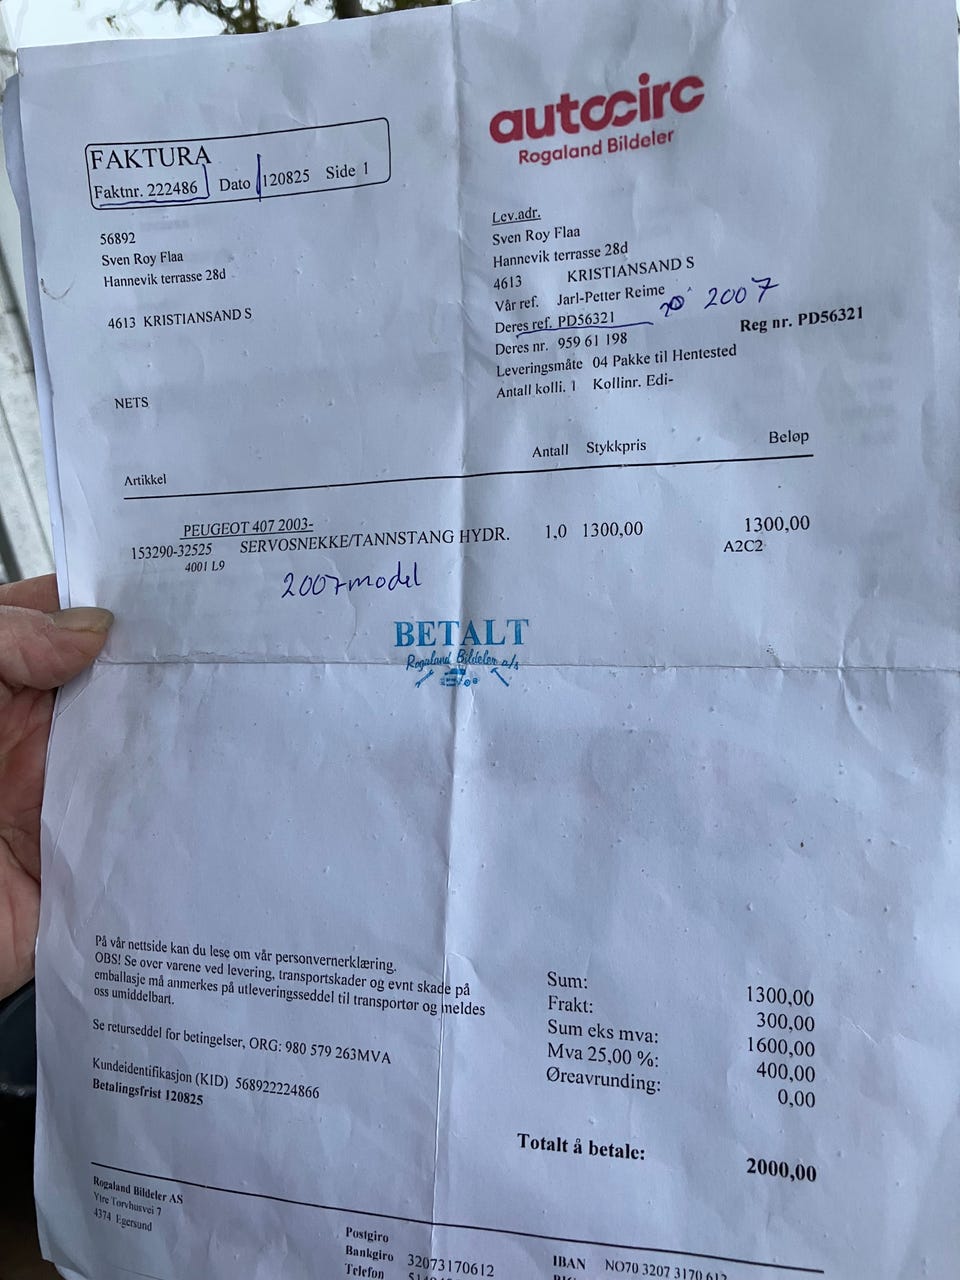 autocirc
Rogaland Bildeler
FAKTURA
Faktnr. 222486 Dato 120825 Side 1
56892
Sven Roy Flaa
Hannevik terrasse 28d
4613 KRISTIANSAND S
NETS
Lev.adr.
Sven Roy Flaa
Hannevik terrasse 28d
4613 KRISTIANSAND S
Vår ref. Jarl-Petter Reime
Deres ref. PD56321 2007
Reg nr. PD56321
Deres nr. 959 61 198
Leveringsmåte 04 Pakke til Hentested
Antall kolli. 1 Kollinr. Edi-
Artikkel Antall Stykkpris Beløp
PEUGEOT 407 2003-
153290-32525 SERVOSNEKKE/TANNSTANG HYDR. 1,0 1300,00 1300,00
4001 L9 A2C2
2007 model
BETALT
Rogaland Bildeler a/s
På vår nettside kan du lese om vår personvernerklæring.
OBS! Se over varene ved levering, transportskader og evnt skade på
emballasje må anmerkes på utleveringsseddel til transportør og meldes
oss umiddelbart.
Se returseddel for betingelser, ORG: 980 579 263MVA
Kundeidentifikasjon (KID) 568922224866
Betalingsfrist 120825
Sum: 1300,00
Frakt: 300,00
Sum eks mva: 1600,00
Mva 25,00 %: 400,00
Øreavrunding: 0,00
Totalt å betale: 2000,00
Rogaland Bildeler AS
Ytre Torvhusvei 7
4374 Egersund
Postgiro
Bankgiro 32073170612
Telefon
IBAN NO70 3207 3170 612